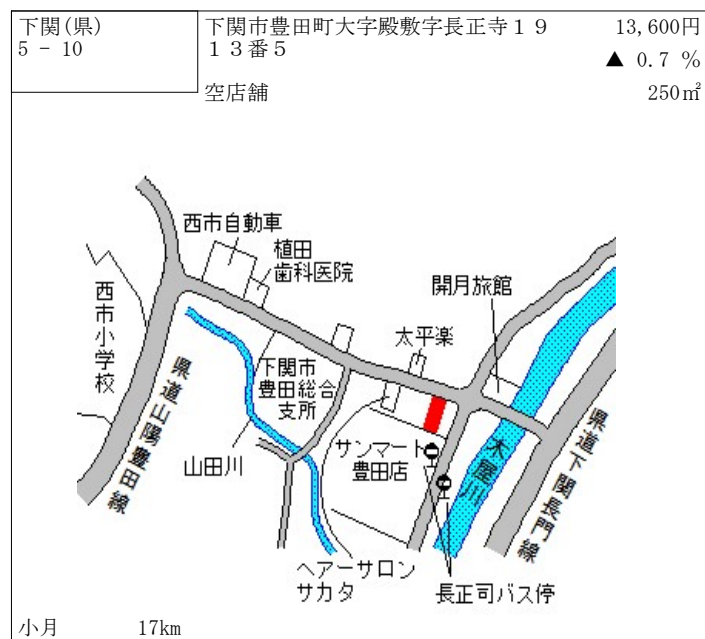 下関(県)
5 - 10
下関市豊田町大字殿敷字長正寺１９
１３番５
13,600円
▲ 0.7 %
空店舗
250㎡
西市自動車
植田
歯科医院
西市小学校
開月旅館
太平楽
下関市
豊田総合
支所
県道山陽豊田線
山田川
サンマート
豊田店
木屋川
県道下関長門線
ヘアーサロン
サカタ
長正司バス停
小月 17km